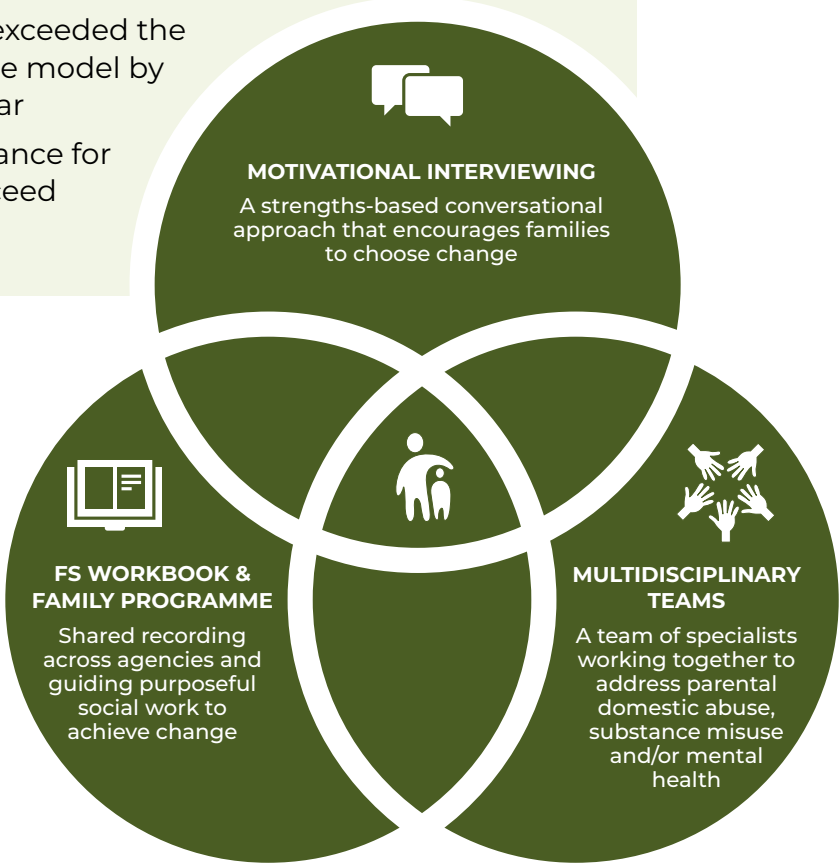 exceeded the
e model by
ar
ance for
ceed
MOTIVATIONAL INTERVIEWING
A strengths-based conversational
approach that encourages families
to choose change
FS WORKBOOK &
FAMILY PROGRAMME
Shared recording
across agencies and
guiding purposeful
social work to
achieve change
MULTIDISCIPLINARY
TEAMS
A team of specialists
working together to
address parental
domestic abuse,
substance misuse
and/or mental
health